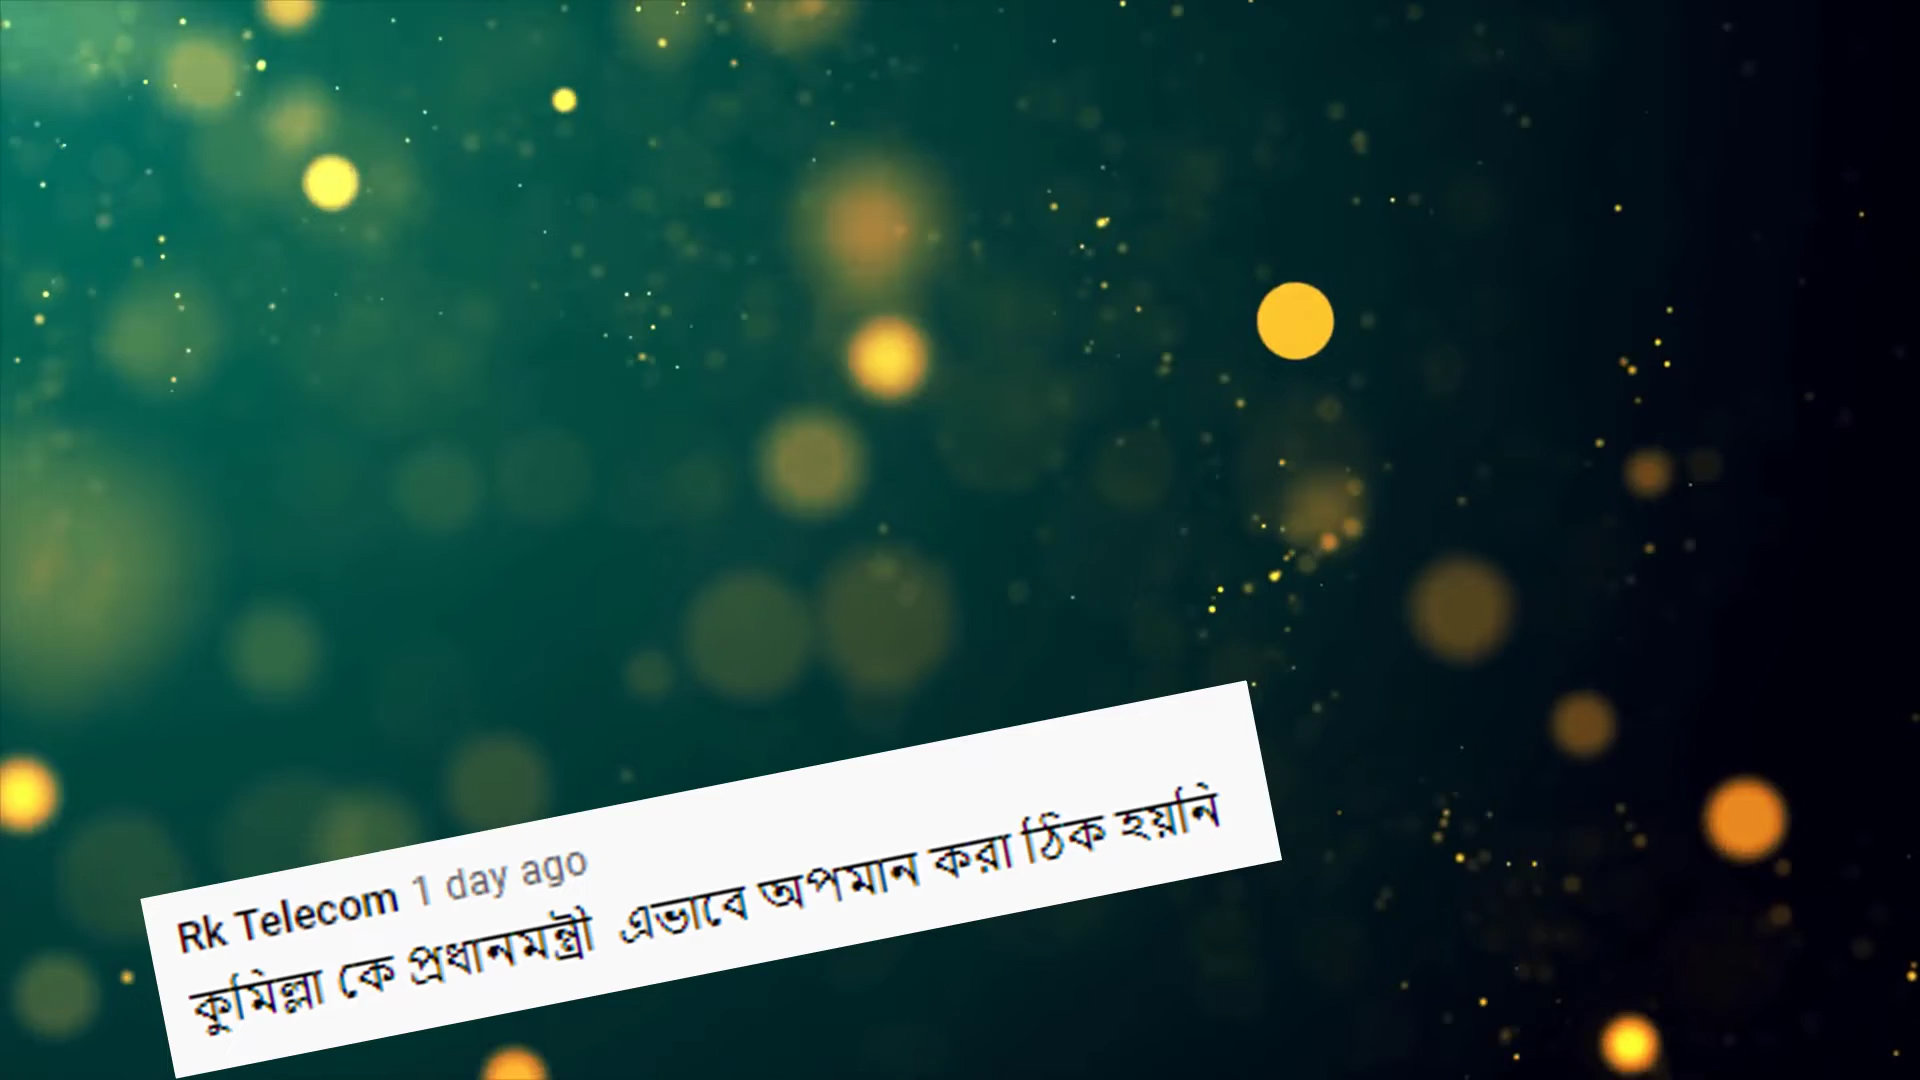 Rk Telecom 1 day ago
কুমিল্লা কে প্রধানমন্ত্রী এভাবে অপমান করা ঠিক হয়নি